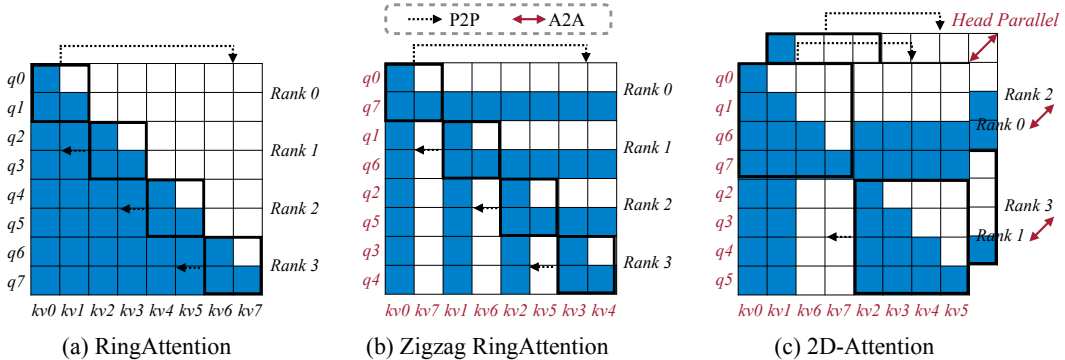 P2P A2A
Head Parallel
q0
q1
q2
q3
q4
q5
q6
q7
Rank 0
Rank 1
Rank 2
Rank 3
kv0 kv1 kv2 kv3 kv4 kv5 kv6 kv7
(a) RingAttention
q0
q7
q1
q6
q2
q5
q3
q4
Rank 0
Rank 1
Rank 2
Rank 3
kv0 kv7 kv1 kv6 kv2 kv5 kv3 kv4
(b) Zigzag RingAttention
q0
q1
q6
q7
q2
q3
q4
q5
Rank 2
Rank 0
Rank 3
Rank 1
kv0 kv1 kv6 kv7 kv2 kv3 kv4 kv5
(c) 2D-Attention